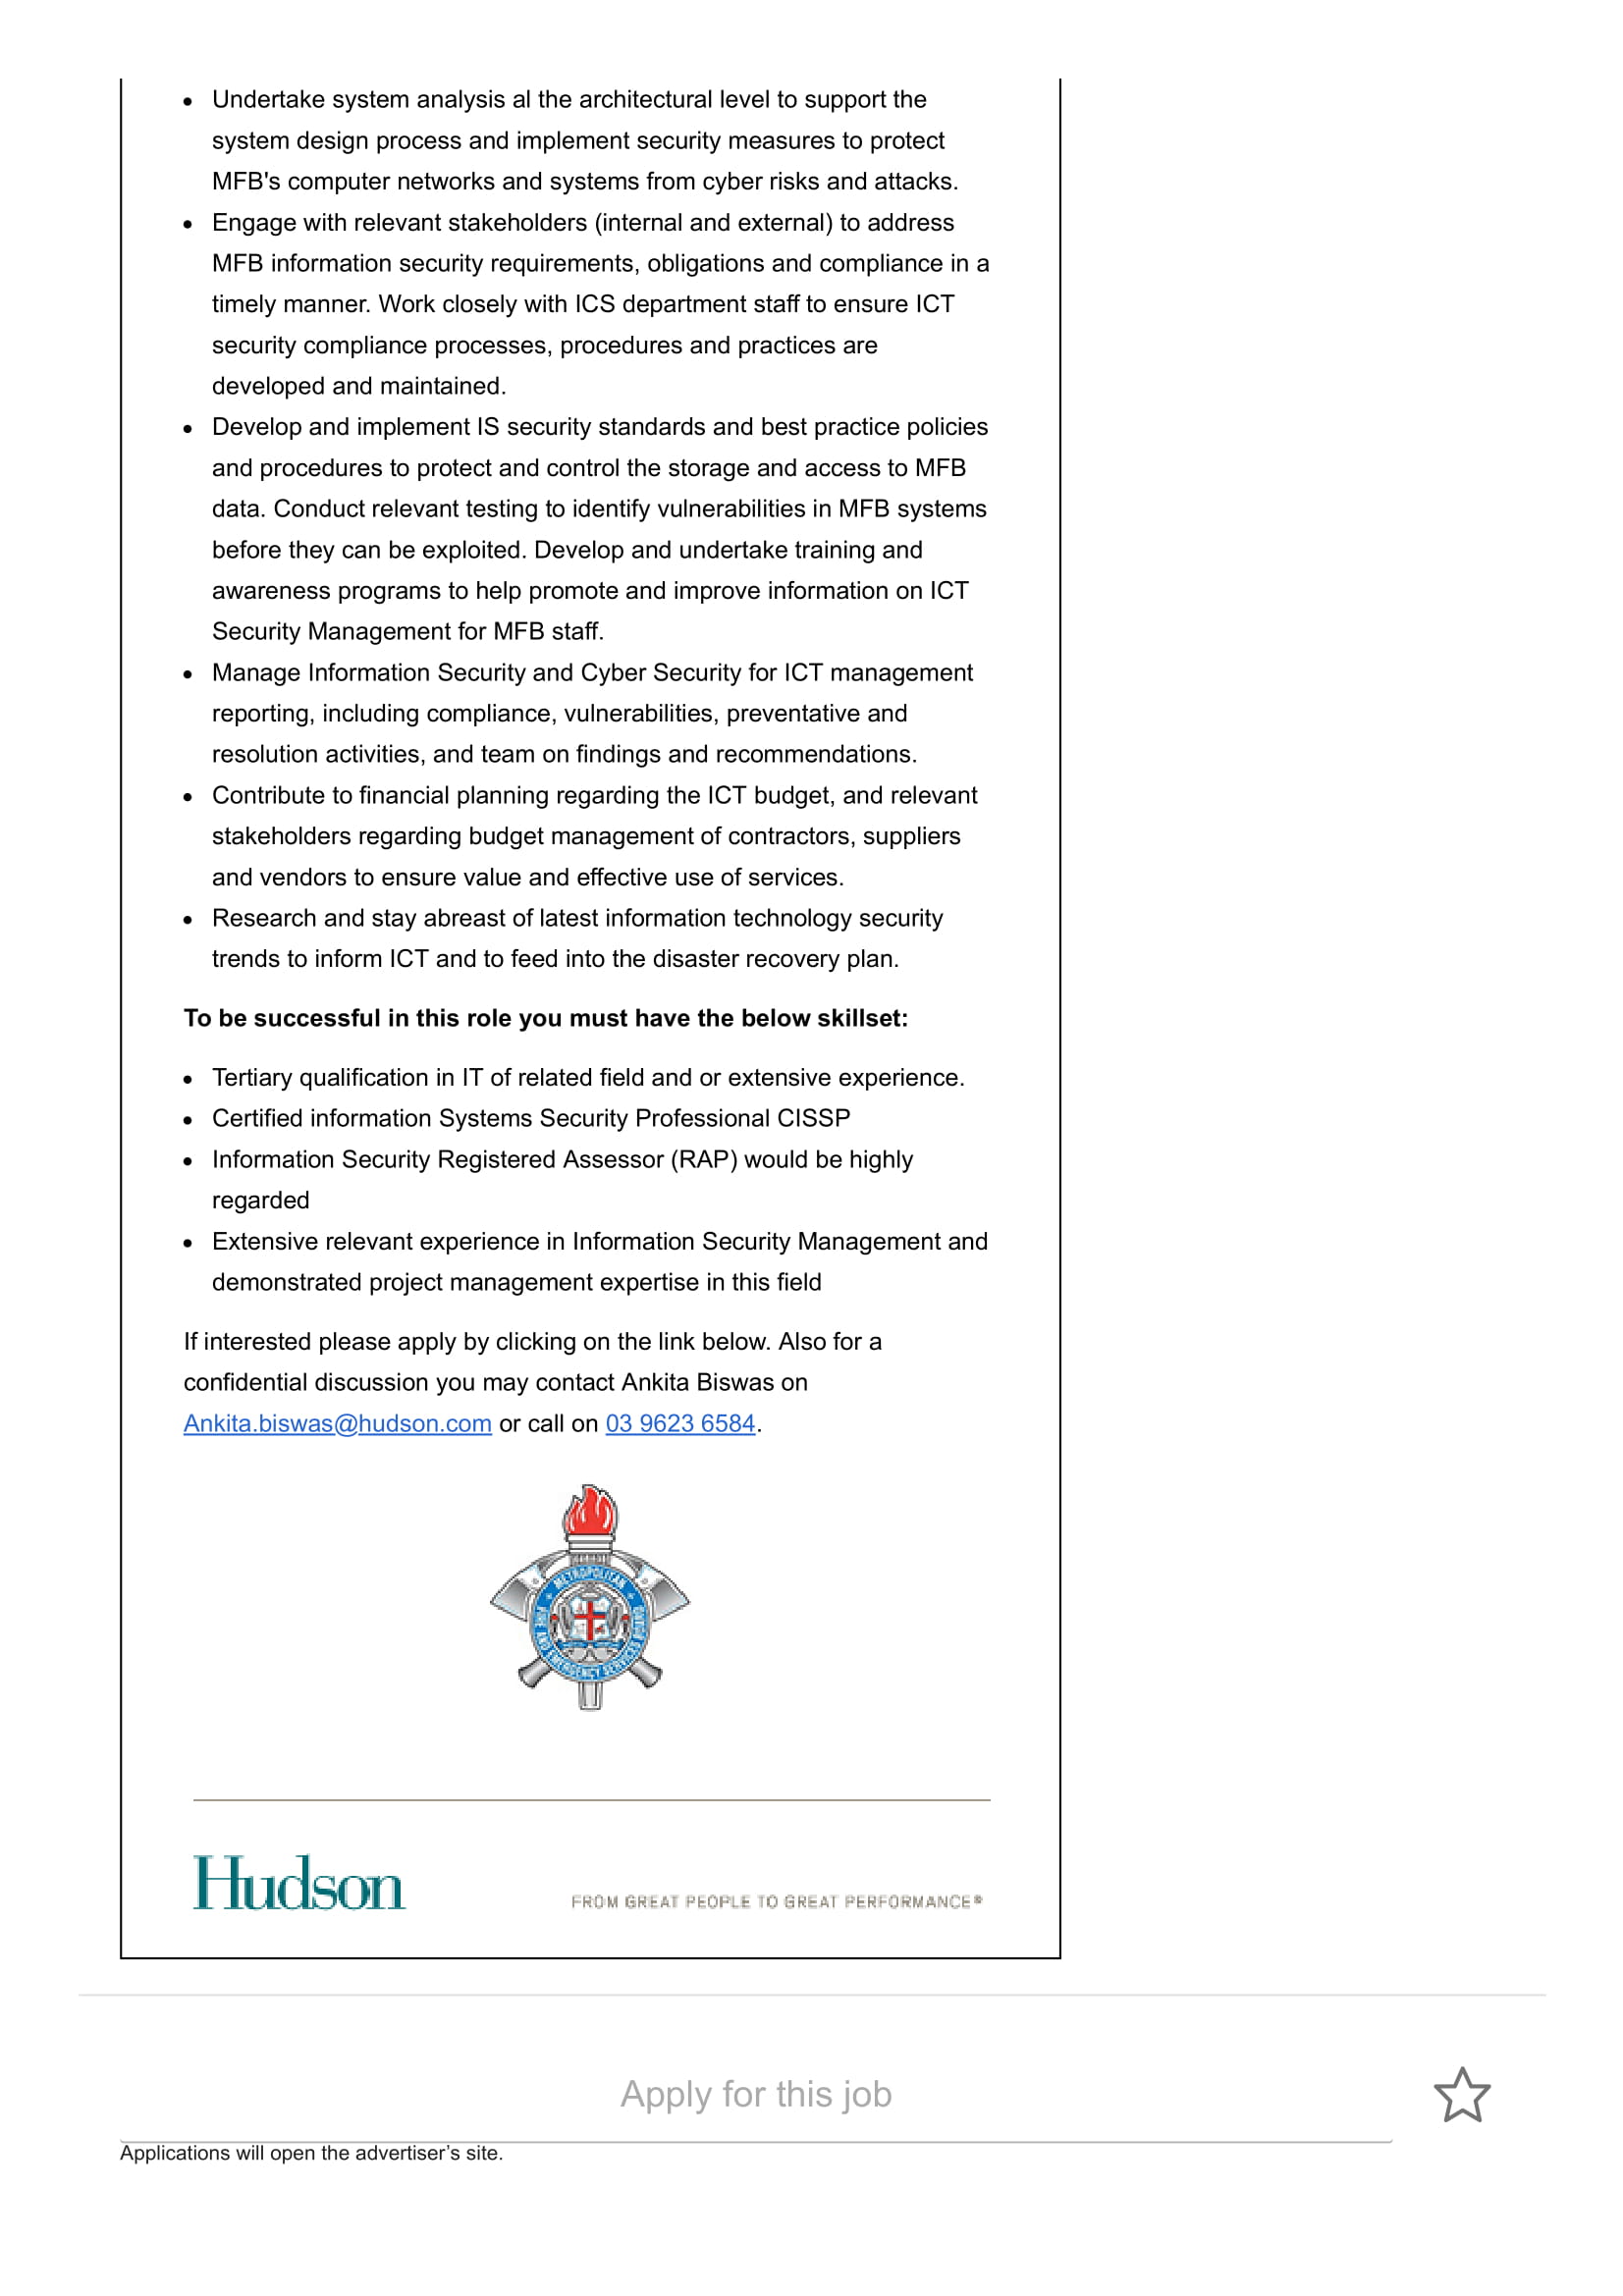 Undertake system analysis al the architectural level to support the
system design process and implement security measures to protect
MFB's computer networks and systems from cyber risks and attacks.
Engage with relevant stakeholders (internal and external) to address
MFB information security requirements, obligations and compliance in a
timely manner. Work closely with ICS department staff to ensure ICT
security compliance processes, procedures and practices are
developed and maintained.
Develop and implement IS security standards and best practice policies
and procedures to protect and control the storage and access to MFB
data. Conduct relevant testing to identify vulnerabilities in MFB systems
before they can be exploited. Develop and undertake training and
awareness programs to help promote and improve information on ICT
Security Management for MFB staff.
Manage Information Security and Cyber Security for ICT management
reporting, including compliance, vulnerabilities, preventative and
resolution activities, and team on findings and recommendations.
Contribute to financial planning regarding the ICT budget, and relevant
stakeholders regarding budget management of contractors, suppliers
and vendors to ensure value and effective use of services.
Research and stay abreast of latest information technology security
trends to inform ICT and to feed into the disaster recovery plan.
To be successful in this role you must have the below skillset:
Tertiary qualification in IT of related field and or extensive experience.
Certified information Systems Security Professional CISSP
Information Security Registered Assessor (RAP) would be highly
regarded
Extensive relevant experience in Information Security Management and
demonstrated project management expertise in this field
If interested please apply by clicking on the link below. Also for a
confidential discussion you may contact Ankita Biswas on
Ankita.biswas@hudson.com or call on 03 9623 6584.
METROPOLITAN
FIRE AND EMERGENCY SERVICES BOARD
Hudson
FROM GREAT PEOPLE TO GREAT PERFORMANCE®
Apply for this job
Applications will open the advertiser’s site.